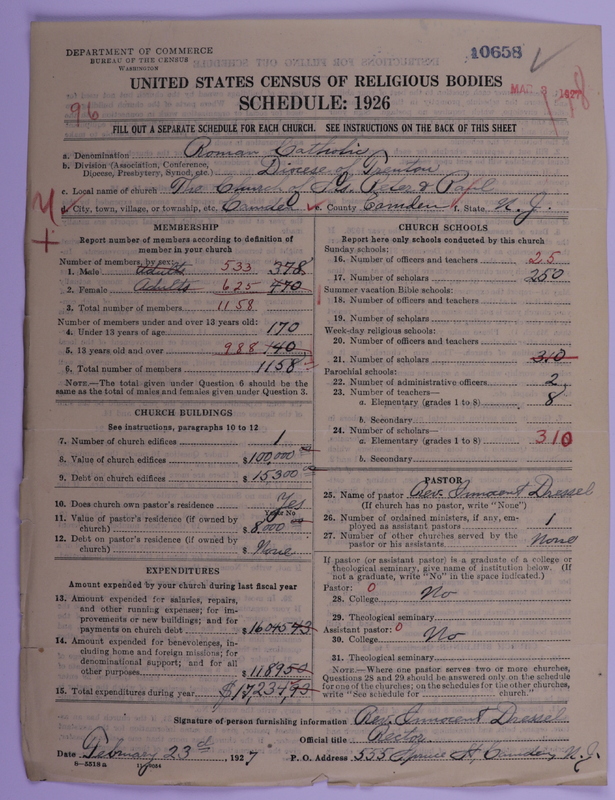 DEPARTMENT OF COMMERCE
BUREAU OF THE CENSUS
WASHINGTON
10658
UNITED STATES CENSUS OF RELIGIOUS BODIES
SCHEDULE: 1926
MAR 3 1927
96
FILL OUT A SEPARATE SCHEDULE FOR EACH CHURCH. SEE INSTRUCTIONS ON THE BACK OF THIS SHEET
a. Denomination Roman Catholic
b. Division (Association, Conference, Diocese, Presbytery, Synod, etc.) Diocese of Trenton
c. Local name of church The Church of S.S. Peter & Paul
d. City, town, village, or township, etc. Camden e. County Camden f. State N. J.
MEMBERSHIP
Report number of members according to definition of member in your church
Number of members, by sex:
1. Male Adults 533 378
2. Female Adults 625 470
3. Total number of members 1158
Number of members under and over 13 years old:
4. Under 13 years of age 170
5. 13 years old and over 988 140
6. Total number of members 1158
NOTE.—The total given under Question 6 should be the same as the total of males and females given under Question 3.
CHURCH BUILDINGS
See instructions, paragraphs 10 to 12
7. Number of church edifices 1
8. Value of church edifices $100,000
9. Debt on church edifices $15,300
10. Does church own pastor's residence Yes
Yes or No
11. Value of pastor's residence (if owned by church) $8,000
12. Debt on pastor's residence (if owned by church) $None
EXPENDITURES
Amount expended by your church during last fiscal year
13. Amount expended for salaries, repairs, and other running expenses; for improvements or new buildings; and for payments on church debt $16045 43
14. Amount expended for benevolences, including home and foreign missions; for denominational support; and for all other purposes $1189 50
15. Total expenditures during year $17,234.93
CHURCH SCHOOLS
Report here only schools conducted by this church
Sunday schools:
16. Number of officers and teachers 25
17. Number of scholars 250
Summer vacation Bible schools:
18. Number of officers and teachers
19. Number of scholars
Week-day religious schools:
20. Number of officers and teachers
21. Number of scholars 310
Parochial schools:
22. Number of administrative officers 2
23. Number of teachers—
a. Elementary (grades 1 to 8) 8
b. Secondary
24. Number of scholars—
a. Elementary (grades 1 to 8) 310
b. Secondary
PASTOR
25. Name of pastor Rev. Innocent Dressel
(If church has no pastor, write "None")
26. Number of ordained ministers, if any, employed as assistant pastors 1
27. Number of other churches served by the pastor or his assistants None
If pastor (or assistant pastor) is a graduate of a college or theological seminary, give name of institution below. (If not a graduate, write "No" in the space indicated.)
Pastor: 0
28. College No
29. Theological seminary
Assistant pastor: 0
30. College No
31. Theological seminary
NOTE.—Where one pastor serves two or more churches, Questions 28 and 29 should be answered only on the schedule for one of the churches; on the schedules for the other churches, write "See schedule for church."
Signature of person furnishing information Rev. Innocent Dressel
Official title Rector
Date February 23d, 1927 P. O. Address 555 Spruce St, Camden, N. J.
8—5318a